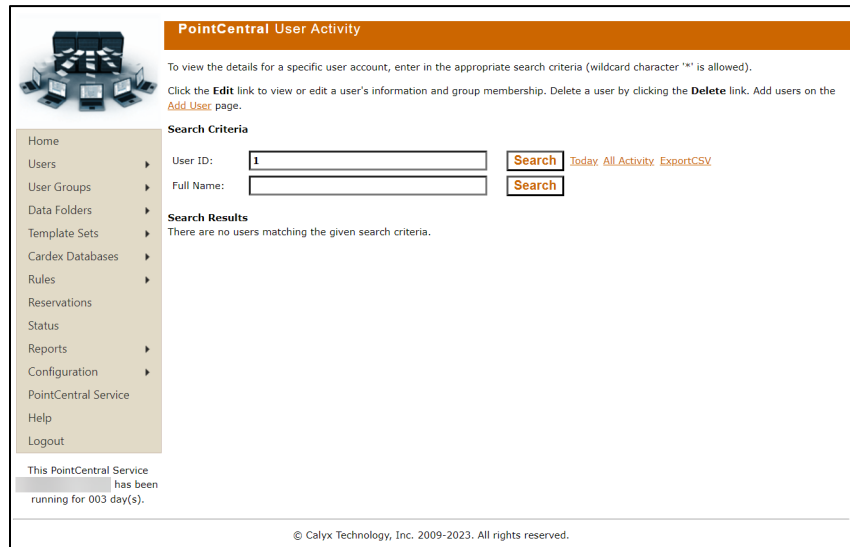 PointCentral User Activity
To view the details for a specific user account, enter in the appropriate search criteria (wildcard character '*' is allowed).
Click the Edit link to view or edit a user's information and group membership. Delete a user by clicking the Delete link. Add users on the
Add User page.
Search Criteria
User ID: 1 Search Today All Activity ExportCSV
Full Name: Search
Search Results
There are no users matching the given search criteria.
Home
Users
User Groups
Data Folders
Template Sets
Cardex Databases
Rules
Reservations
Status
Reports
Configuration
PointCentral Service
Help
Logout
This PointCentral Service
has been
running for 003 day(s).
© Calyx Technology, Inc. 2009-2023. All rights reserved.